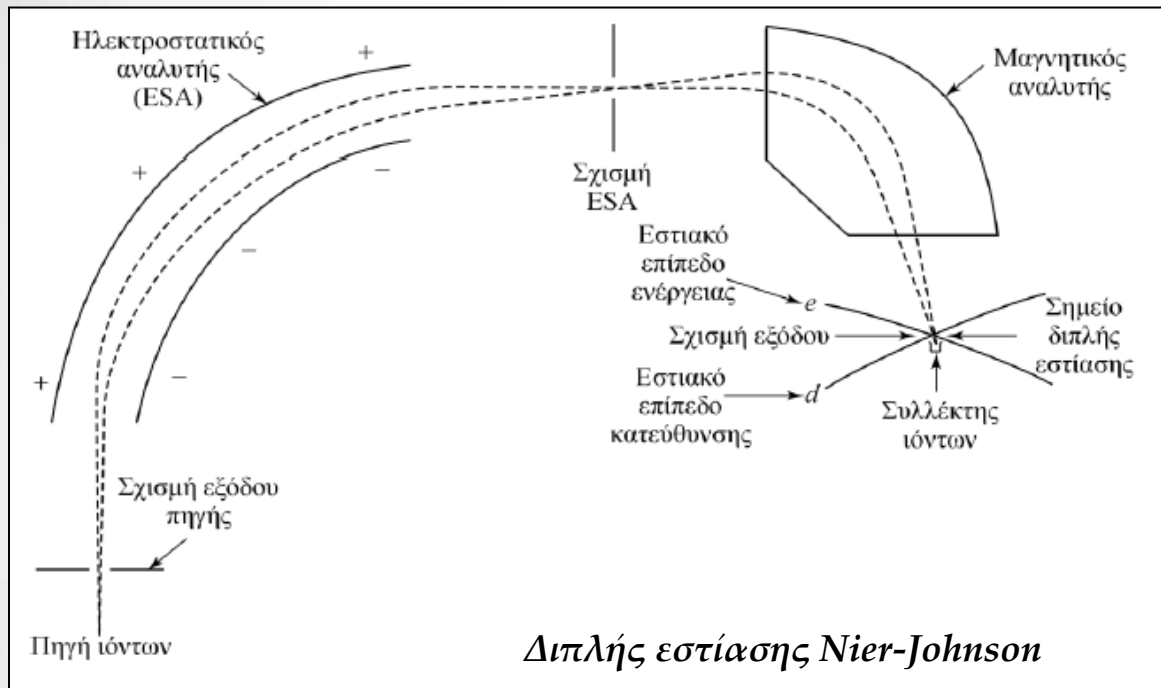 Ηλεκτροστατικός
αναλυτής
(ESA)
+
+
+
−
−
−
Σχισμή
ESA
Μαγνητικός
αναλυτής
Εστιακό
επίπεδο
ενέργειας
e
Σχισμή εξόδου
Εστιακό
επίπεδο
κατεύθυνσης
d
Σημείο
διπλής
εστίασης
Συλλέκτης
ιόντων
Σχισμή εξόδου
πηγής
Πηγή ιόντων
Διπλής εστίασης Nier-Johnson